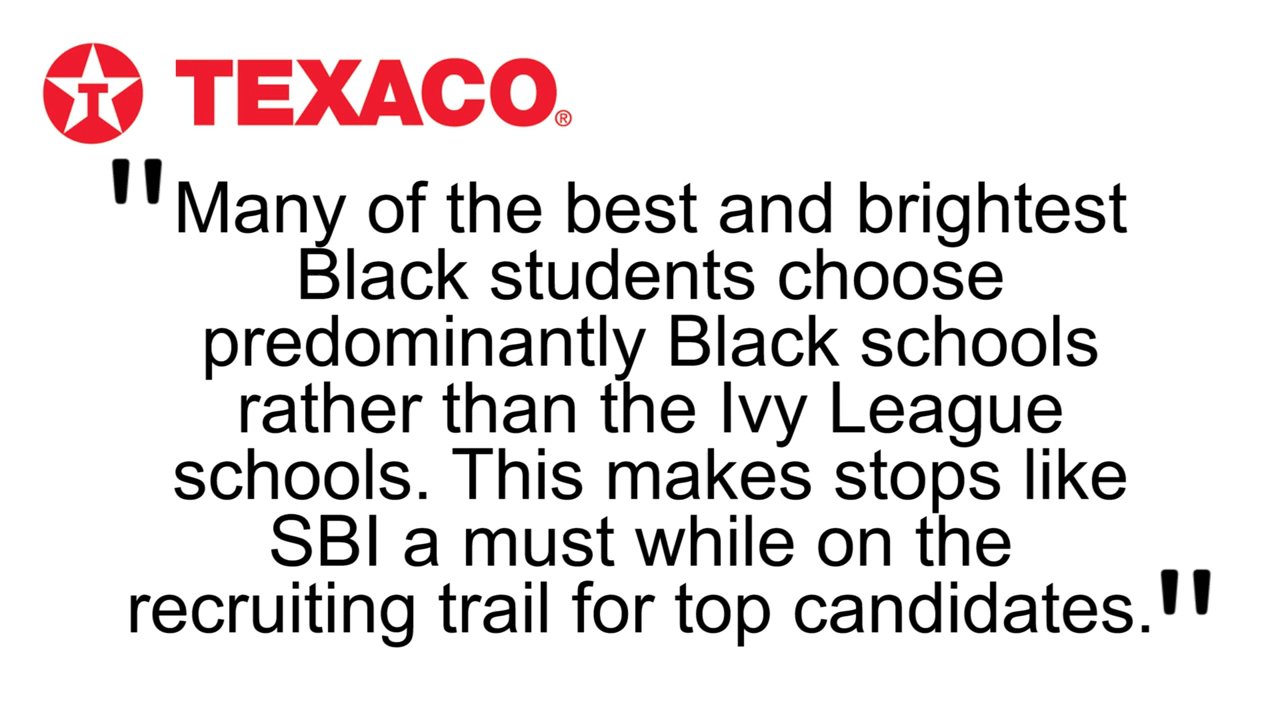 T
TEXACO®
"Many of the best and brightest
Black students choose
predominantly Black schools
rather than the Ivy League
schools. This makes stops like
SBI a must while on the
recruiting trail for top candidates."